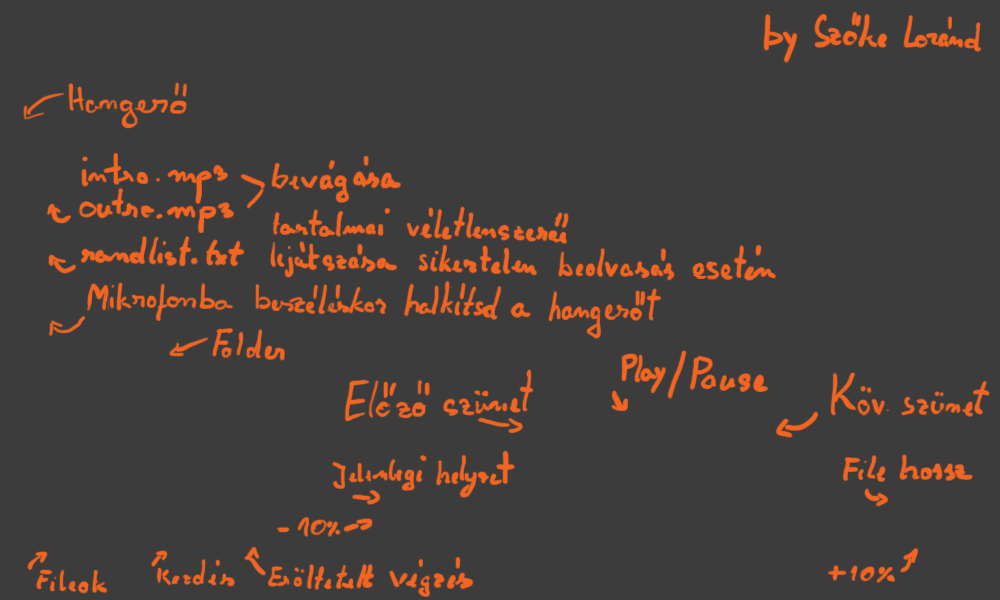 by Szőke Loránd
Hangerő
intro.mp3
bevágása
outro.mp3
tartalmai véletlenszerű
randlist.txt lejátszása sikertelen beolvasás esetén
Mikrofonba beszéléskor halkítsd a hangerőt
Folder
Play/Pause
Előző szünet
Köv. szünet
Jelenlegi helyzet
File hossz
-10%
Fileok
Kezdés
Erőltetett végzés
+10%